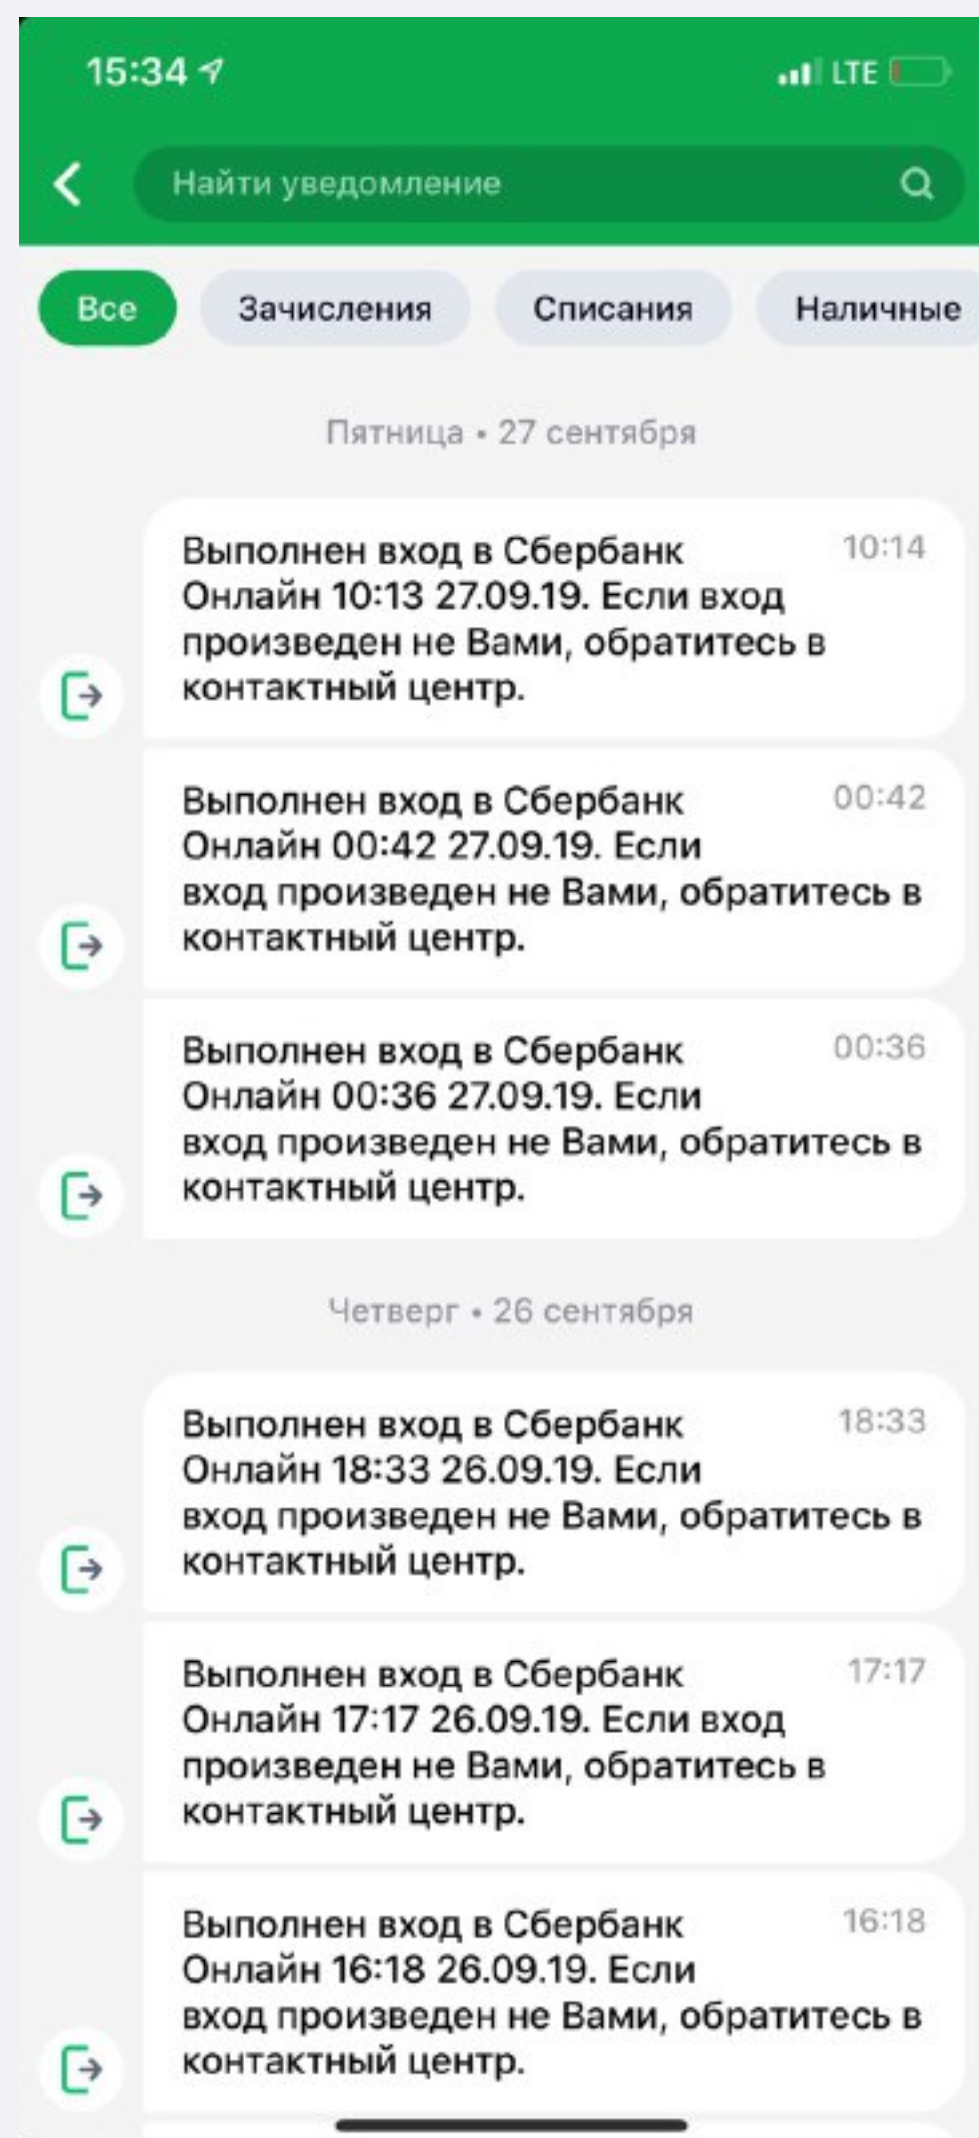 15:34
LTE
Найти уведомление
Все Зачисления Списания Наличные
Пятница • 27 сентября
Выполнен вход в Сбербанк 10:14
Онлайн 10:13 27.09.19. Если вход
произведен не Вами, обратитесь в
контактный центр.
Выполнен вход в Сбербанк 00:42
Онлайн 00:42 27.09.19. Если
вход произведен не Вами, обратитесь в
контактный центр.
Выполнен вход в Сбербанк 00:36
Онлайн 00:36 27.09.19. Если
вход произведен не Вами, обратитесь в
контактный центр.
Четверг • 26 сентября
Выполнен вход в Сбербанк 18:33
Онлайн 18:33 26.09.19. Если
вход произведен не Вами, обратитесь в
контактный центр.
Выполнен вход в Сбербанк 17:17
Онлайн 17:17 26.09.19. Если вход
произведен не Вами, обратитесь в
контактный центр.
Выполнен вход в Сбербанк 16:18
Онлайн 16:18 26.09.19. Если
вход произведен не Вами, обратитесь в
контактный центр.